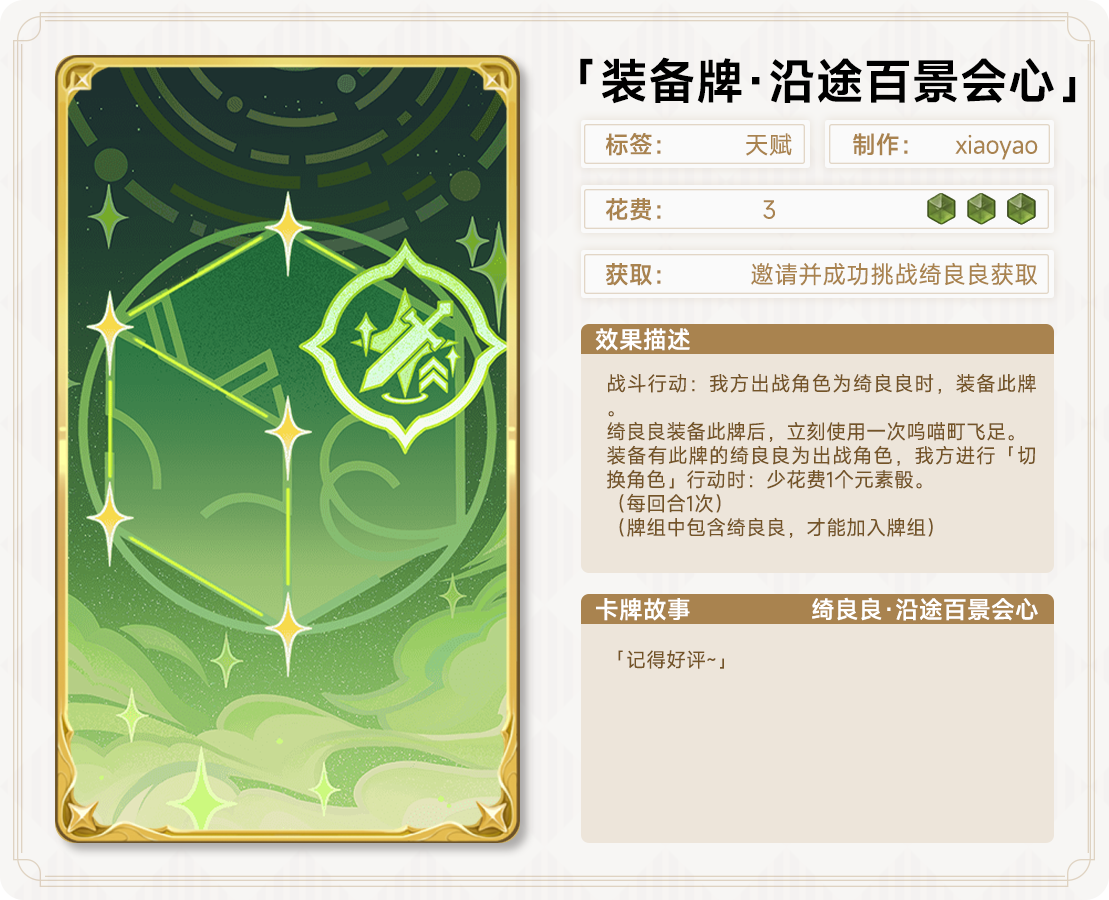 「装备牌·沿途百景会心」
标签： 天赋
制作： xiaoyao
花费： 3
获取： 邀请并成功挑战绮良良获取
效果描述
战斗行动：我方出战角色为绮良良时，装备此牌
。
绮良良装备此牌后，立刻使用一次呜喵町飞足。
装备有此牌的绮良良为出战角色，我方进行「切
换角色」行动时：少花费1个元素骰。
（每回合1次）
（牌组中包含绮良良，才能加入牌组）
卡牌故事 绮良良·沿途百景会心
「记得好评~」